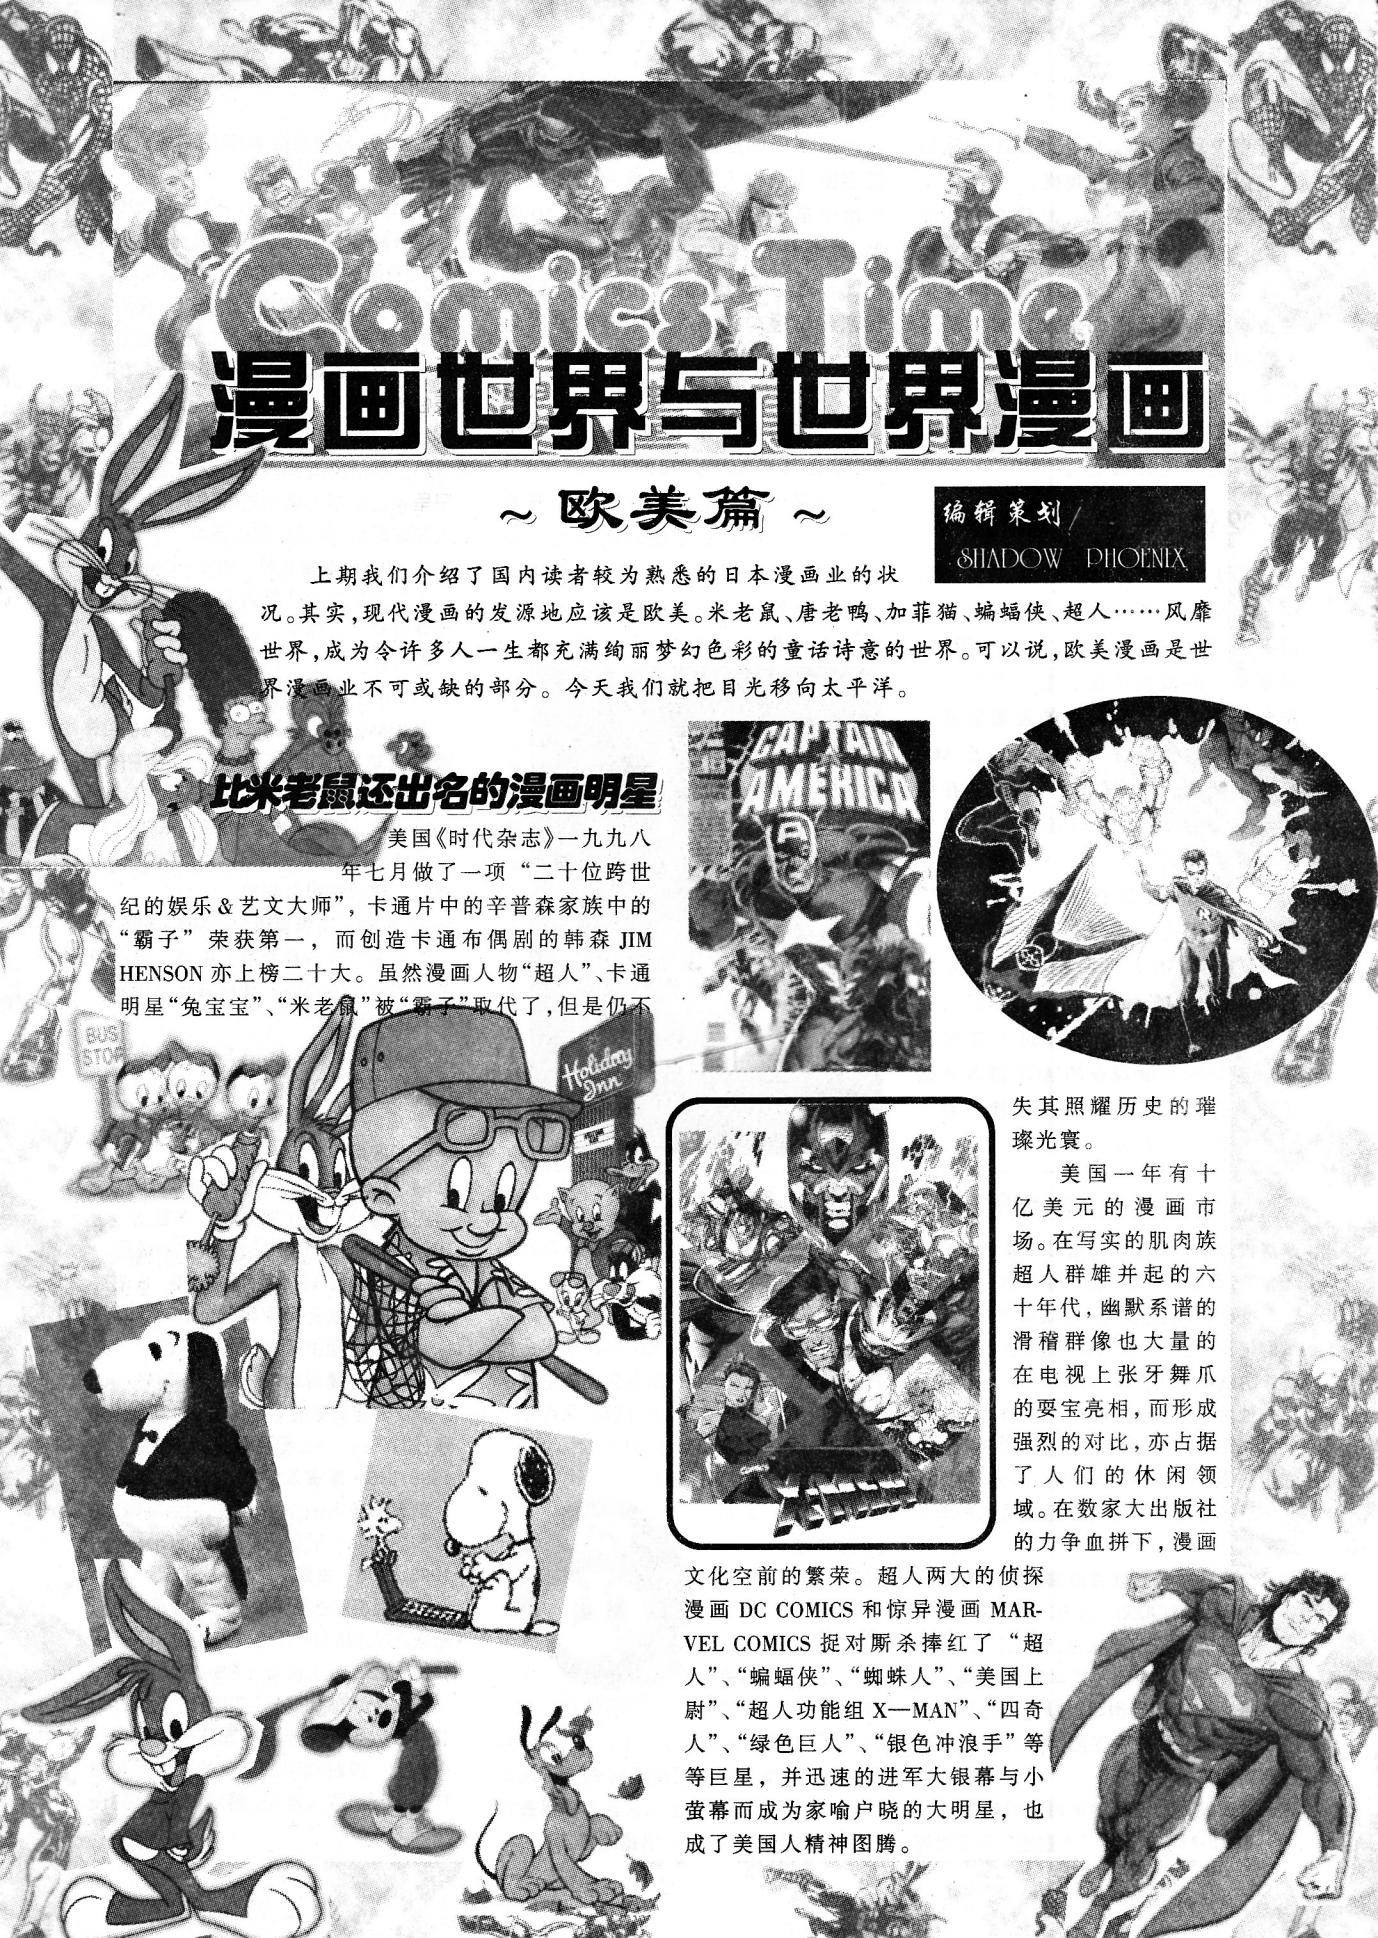 Comics Time
漫画世界与世界漫画
~ 欧美篇 ~
编辑策划/
SHADOW PHOENIX
上期我们介绍了国内读者较为熟悉的日本漫画业的状
况。其实,现代漫画的发源地应该是欧美。米老鼠、唐老鸭、加菲猫、蝙蝠侠、超人……风靡
世界,成为令许多人一生都充满绚丽梦幻色彩的童话诗意的世界。可以说,欧美漫画是世
界漫画业不可或缺的部分。今天我们就把目光移向太平洋。
CAPTAIN
AMERICA
A
比米老鼠还出名的漫画明星
美国《时代杂志》一九九八
年七月做了一项“二十位跨世
纪的娱乐&艺文大师”，卡通片中的辛普森家族中的
“霸子”荣获第一，而创造卡通布偶剧的韩森 JIM
HENSON 亦上榜二十大。虽然漫画人物“超人”、卡通
明星“兔宝宝”、“米老鼠”被“霸子”取代了,但是仍不
BUS
STOP
Holiday
Inn
失其照耀历史的璀
璨光寰。
美国一年有十
亿美元的漫画市
场。在写实的肌肉族
超人群雄并起的六
十年代，幽默系谱的
滑稽群像也大量的
在电视上张牙舞爪
的耍宝亮相，而形成
强烈的对比，亦占据
了人们的休闲领
域。在数家大出版社
的力争血拼下，漫画
X-MEN
文化空前的繁荣。超人两大的侦探
漫画 DC COMICS 和惊异漫画 MAR-
VEL COMICS 捉对厮杀捧红了“超
人”、“蝙蝠侠”、“蜘蛛人”、“美国上
尉”、“超人功能组 X—MAN”、“四奇
人”、“绿色巨人”、“银色冲浪手”等
等巨星，并迅速的进军大银幕与小
萤幕而成为家喻户晓的大明星，也
成了美国人精神图腾。